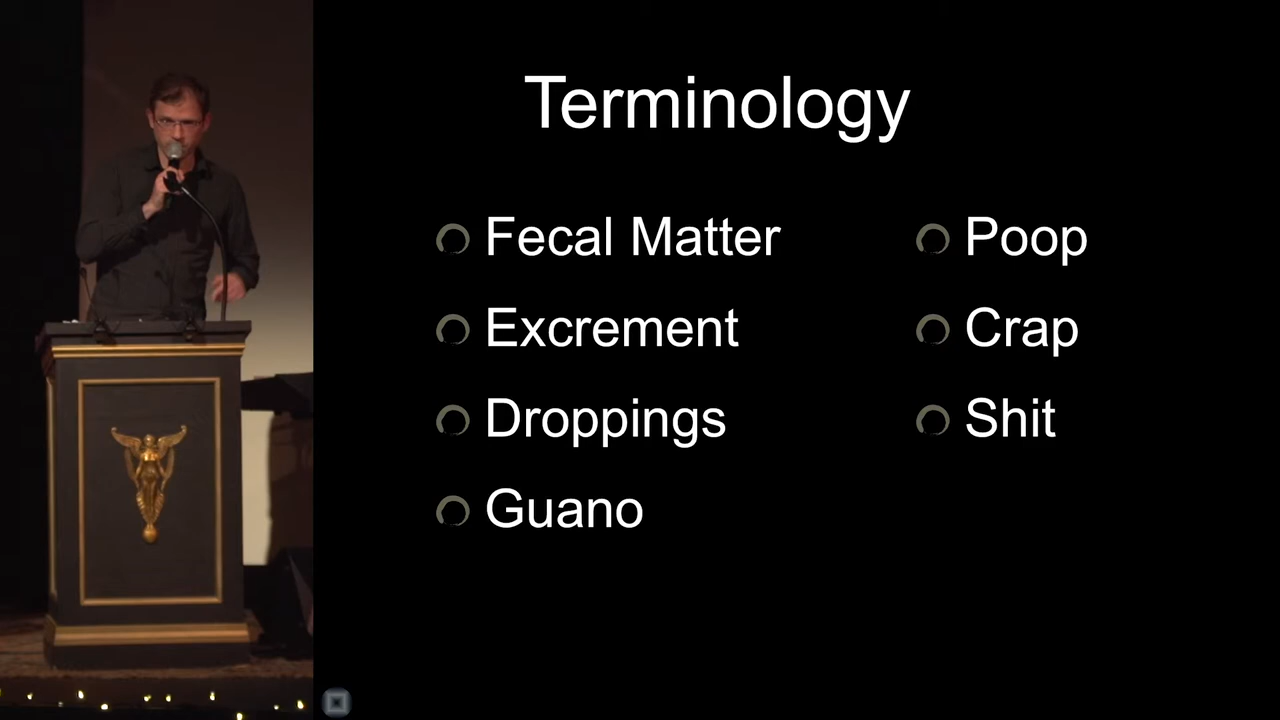 Terminology
Fecal Matter
Excrement
Droppings
Guano
Poop
Crap
Shit